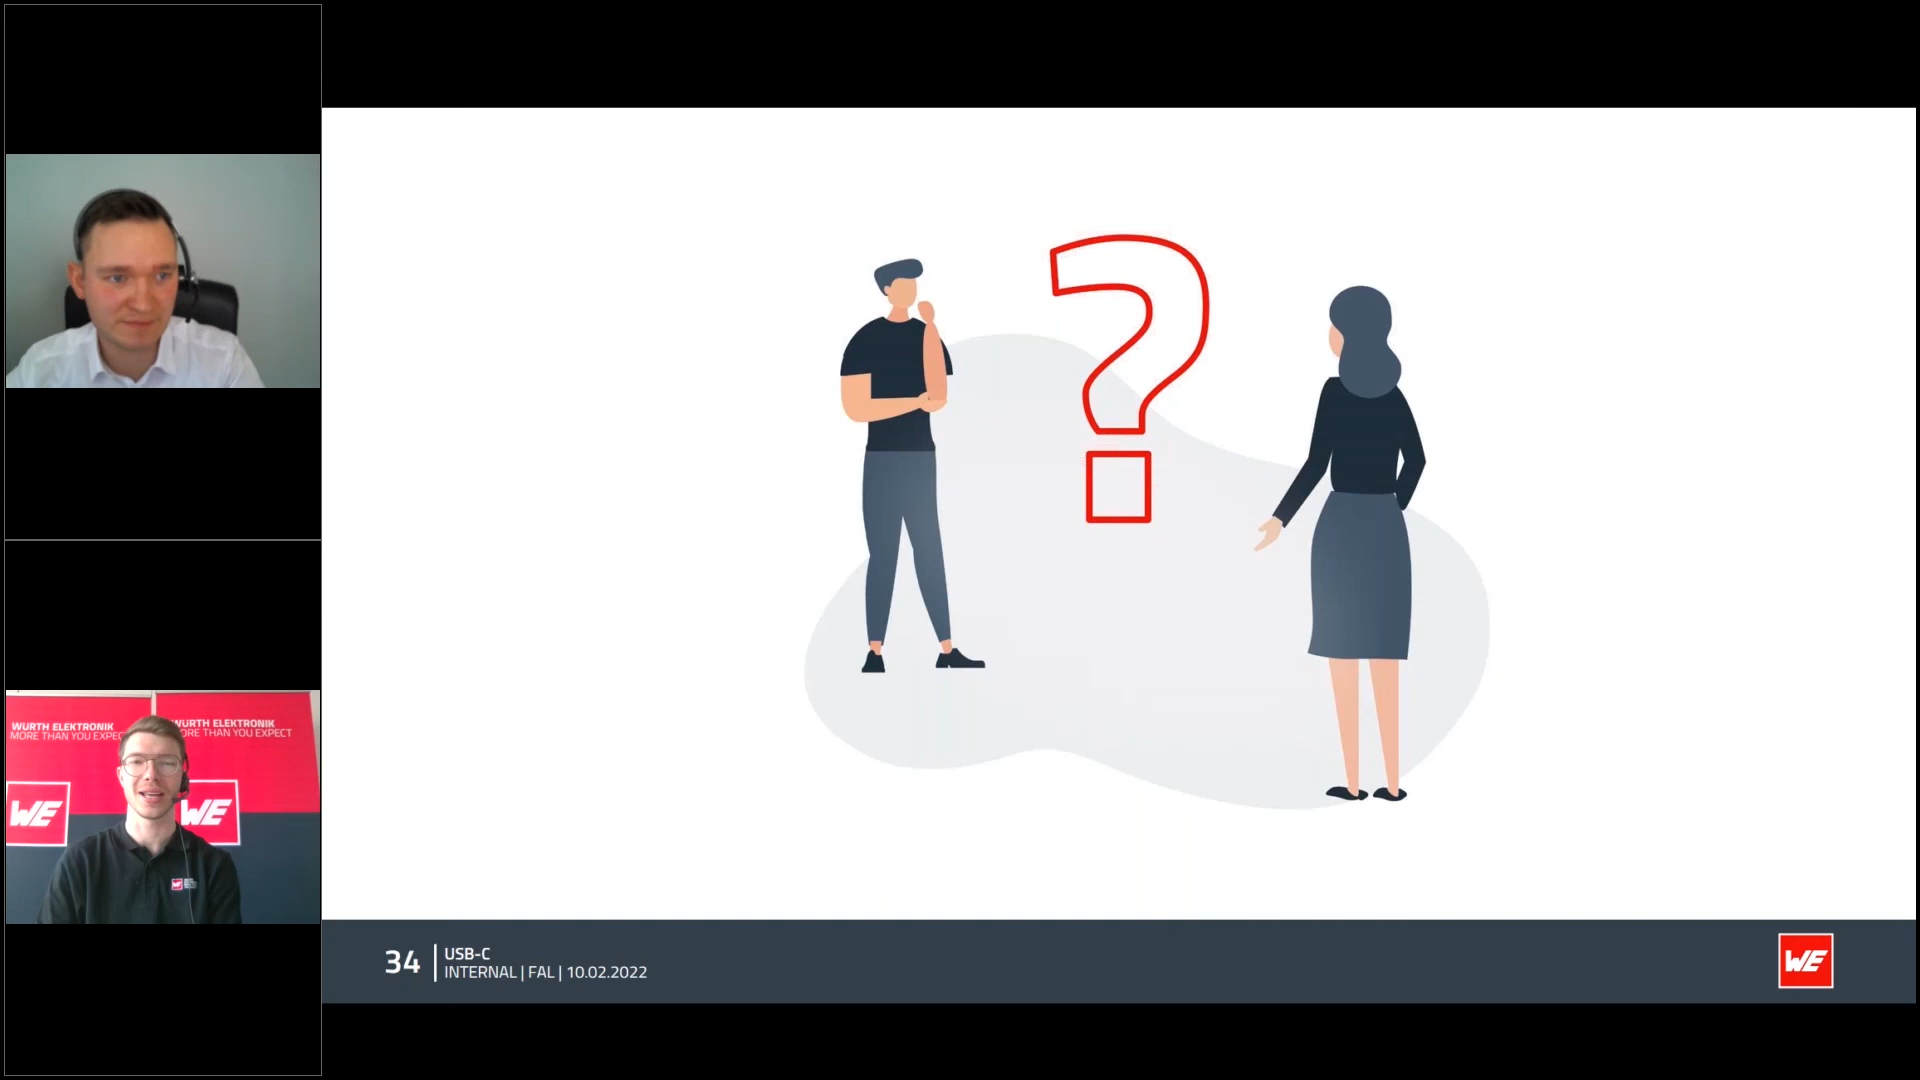 WURTH ELEKTRONIK
MORE THAN YOU EXPEC
WURTH ELEKTRONIK
ORE THAN YOU EXPECT
WE
WE
?
34
USB-C
INTERNAL | FAL | 10.02.2022
WE